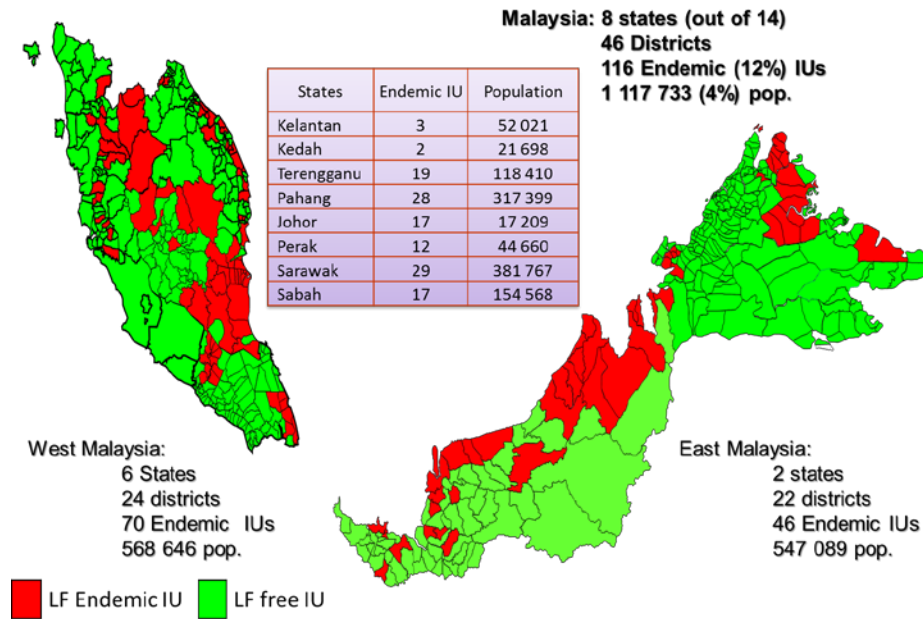 Malaysia: 8 states (out of 14)
46 Districts
116 Endemic (12%) IUs
1 117 733 (4%) pop.
States Endemic IU Population
Kelantan 3 52 021
Kedah 2 21 698
Terengganu 19 118 410
Pahang 28 317 399
Johor 17 17 209
Perak 12 44 660
Sarawak 29 381 767
Sabah 17 154 568
West Malaysia:
6 States
24 districts
70 Endemic IUs
568 646 pop.
East Malaysia:
2 states
22 districts
46 Endemic IUs
547 089 pop.
LF Endemic IU LF free IU